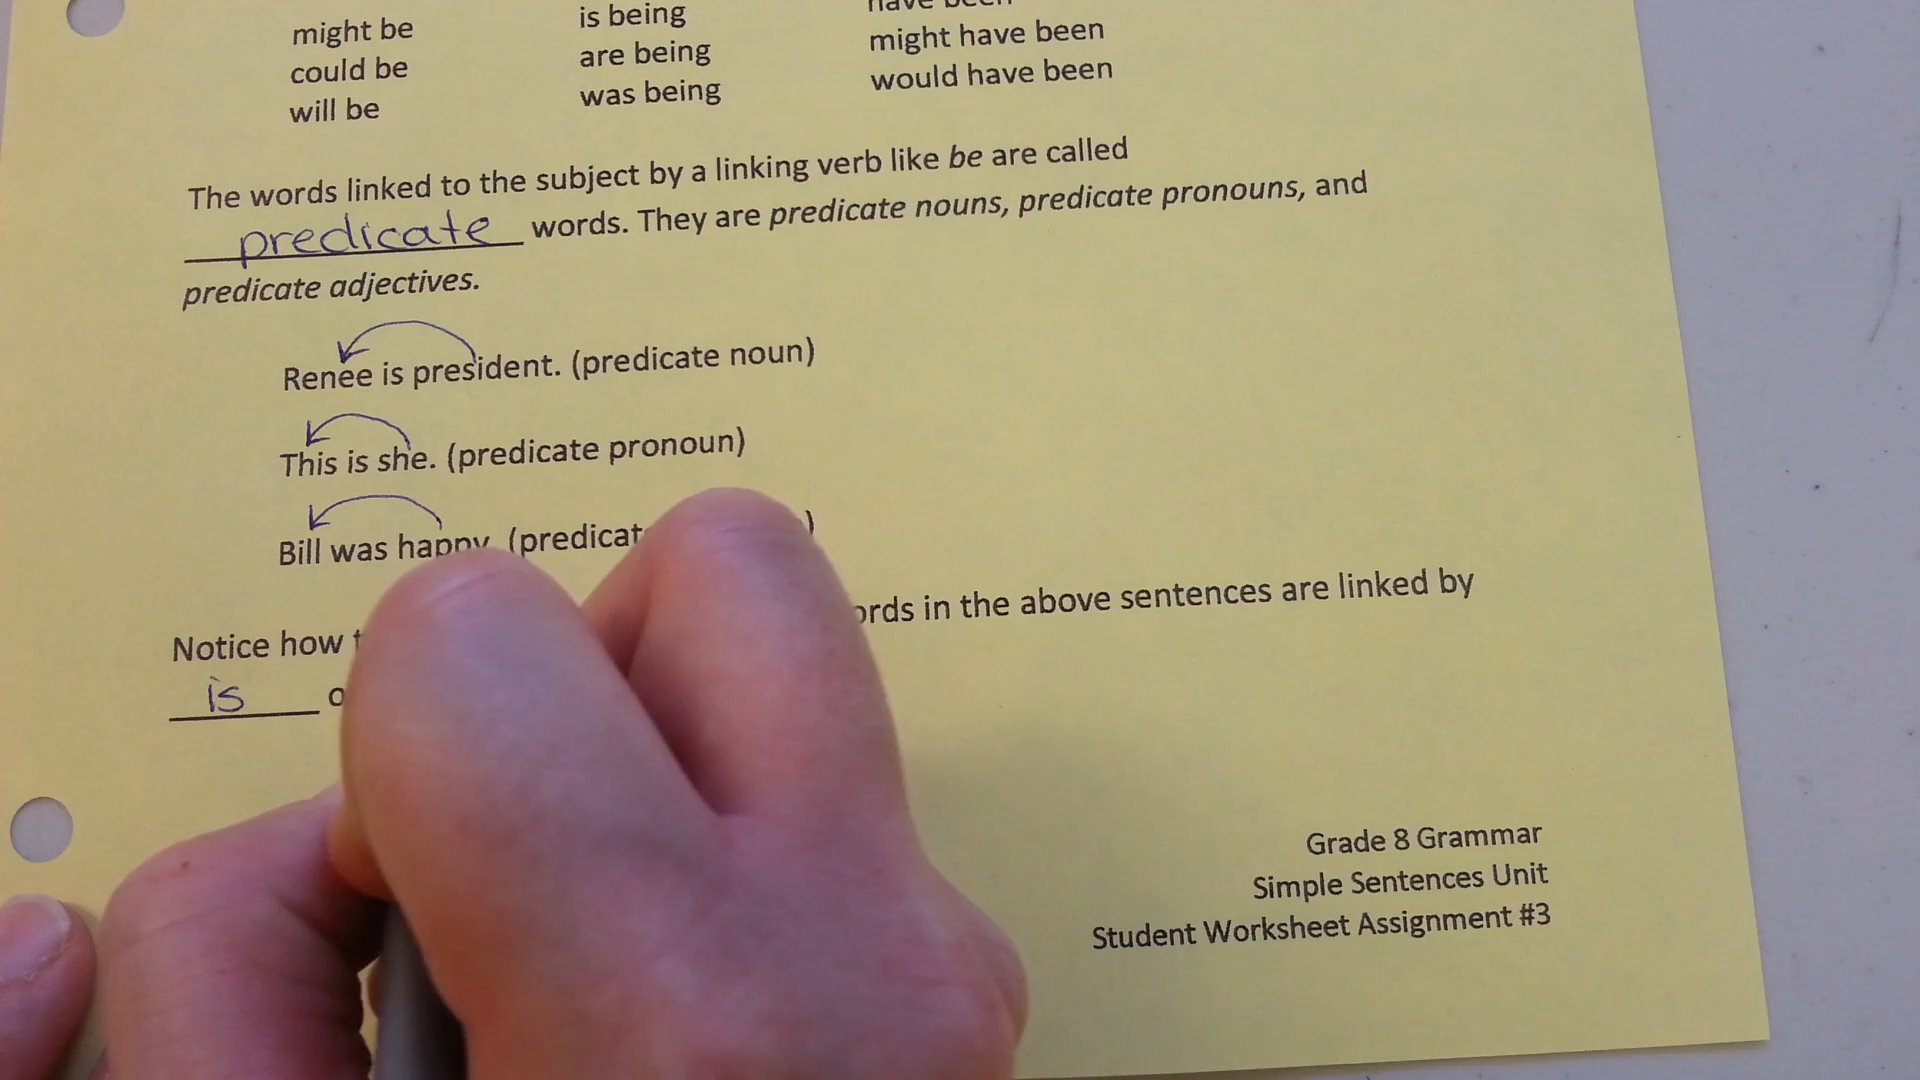 might be is being have been
could be are being might have been
will be was being would have been
The words linked to the subject by a linking verb like be are called
predicate words. They are predicate nouns, predicate pronouns, and
predicate adjectives.
Renee is president. (predicate noun)
This is she. (predicate pronoun)
Bill was happy. (predicat )
Notice how in the above sentences are linked by
is
Grade 8 Grammar
Simple Sentences Unit
Student Worksheet Assignment #3